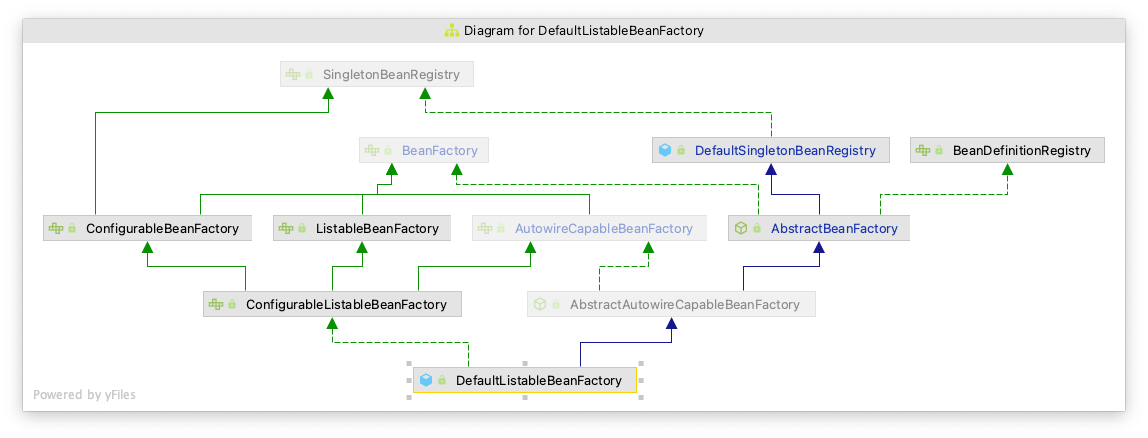 Diagram for DefaultListableBeanFactory
SingletonBeanRegistry
BeanFactory
DefaultSingletonBeanRegistry
BeanDefinitionRegistry
ConfigurableBeanFactory
ListableBeanFactory
AutowireCapableBeanFactory
AbstractBeanFactory
ConfigurableListableBeanFactory
AbstractAutowireCapableBeanFactory
DefaultListableBeanFactory
Powered by yFiles